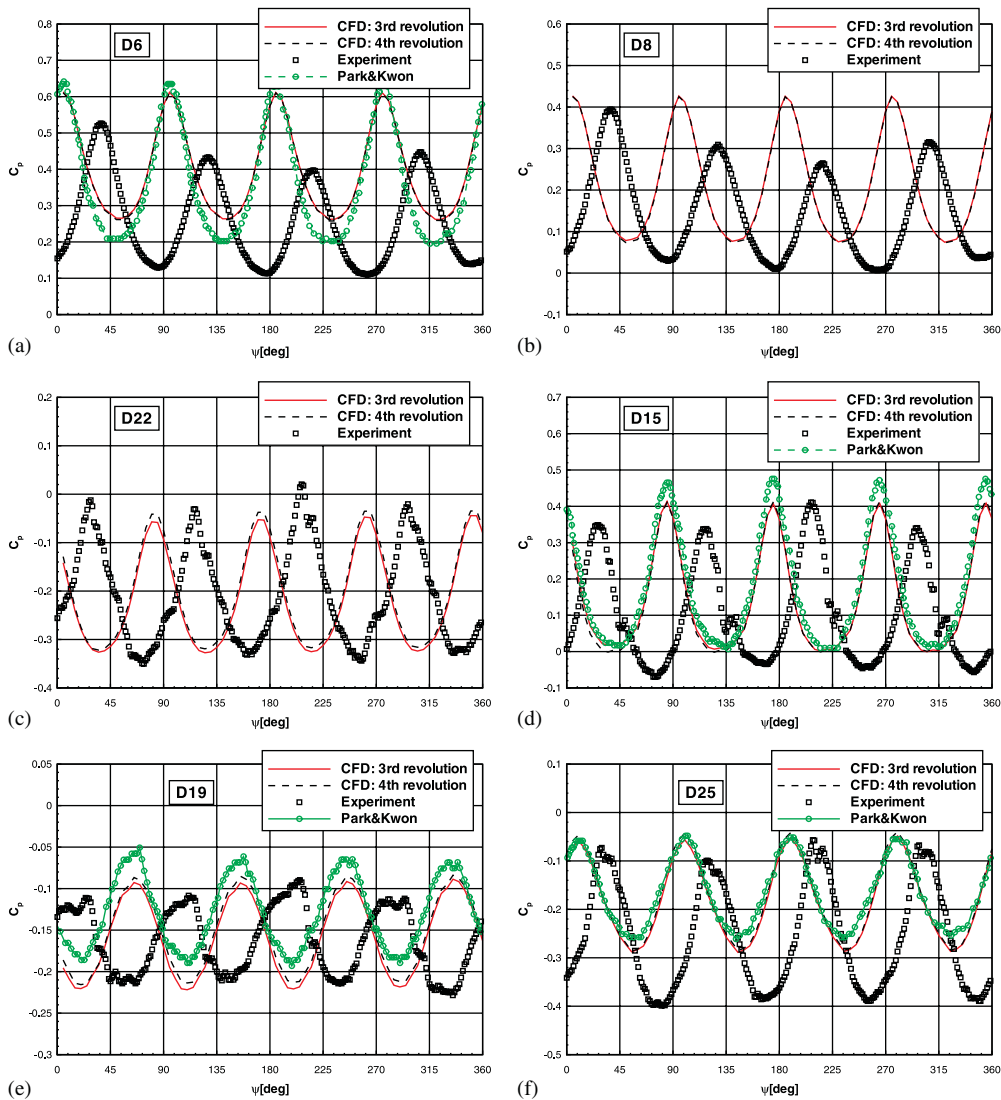 D6
CFD: 3rd revolution
CFD: 4th revolution
Experiment
Park&Kwon
0.8
0.7
0.6
0.5
0.4
0.3
0.2
0.1
0
Cp
0 45 90 135 180 225 270 315 360
ψ[deg]
(a)
D8
CFD: 3rd revolution
CFD: 4th revolution
Experiment
0.6
0.5
0.4
0.3
0.2
0.1
0
-0.1
Cp
0 45 90 135 180 225 270 315 360
ψ[deg]
(b)
D22
CFD: 3rd revolution
CFD: 4th revolution
Experiment
0.2
0.1
0
-0.1
-0.2
-0.3
-0.4
Cp
0 45 90 135 180 225 270 315 360
ψ[deg]
(c)
D15
CFD: 3rd revolution
CFD: 4th revolution
Experiment
Park&Kwon
0.7
0.6
0.5
0.4
0.3
0.2
0.1
0
-0.1
Cp
0 45 90 135 180 225 270 315 360
ψ[deg]
(d)
D19
CFD: 3rd revolution
CFD: 4th revolution
Experiment
Park&Kwon
0.05
0
-0.05
-0.1
-0.15
-0.2
-0.25
-0.3
Cp
0 45 90 135 180 225 270 315 360
ψ[deg]
(e)
D25
CFD: 3rd revolution
CFD: 4th revolution
Experiment
Park&Kwon
0.1
0
-0.1
-0.2
-0.3
-0.4
-0.5
Cp
0 45 90 135 180 225 270 315 360
ψ[deg]
(f)